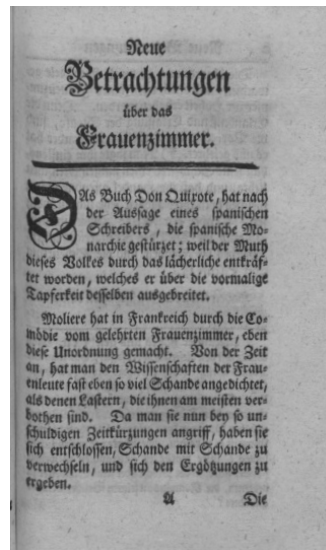 Neue
Betrachtungen
über das
Frauenzimmer.
DAs Buch Don Quixote, hat nach
der Aussage eines spanischen
Schreibers, die spanische Mo-
narchie gestürzet; weil der Muth
dieses Volkes durch das lächerliche entkräf-
tet worden, welches er über die vormalige
Tapferkeit desselben ausgebreitet.
Moliere hat in Frankreich durch die Co-
mödie vom gelehrten Frauenzimmer, eben
diese Unordnung gemacht. Von der Zeit
an, hat man den Wissenschaften der Frau-
enleute fast eben so viel Schande angedichtet,
als denen Lastern, die ihnen am meisten ver-
bothen sind. Da man sie nun bey so un-
schuldigen Zeitkürzungen angriff, haben sie
sich entschlossen, Schande mit Schande zu
verwechseln, und sich den Ergötzungen zu
ergeben.
A Die